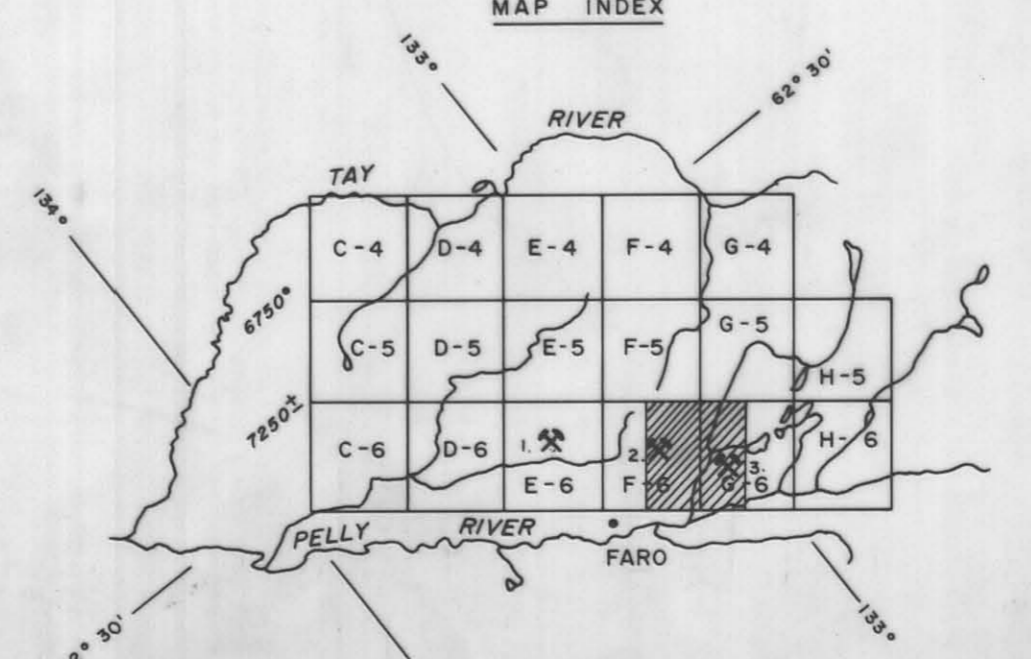 MAP INDEX
133°
62° 30'
RIVER
TAY
134°
C-4 D-4 E-4 F-4 G-4
6750°
G-5
C-5 D-5 E-5 F-5
H-5
7250±
C-6 D-6 1. H-6
2. 3.
E-6 F-6 G-6
PELLY RIVER
FARO
° 30'
133°